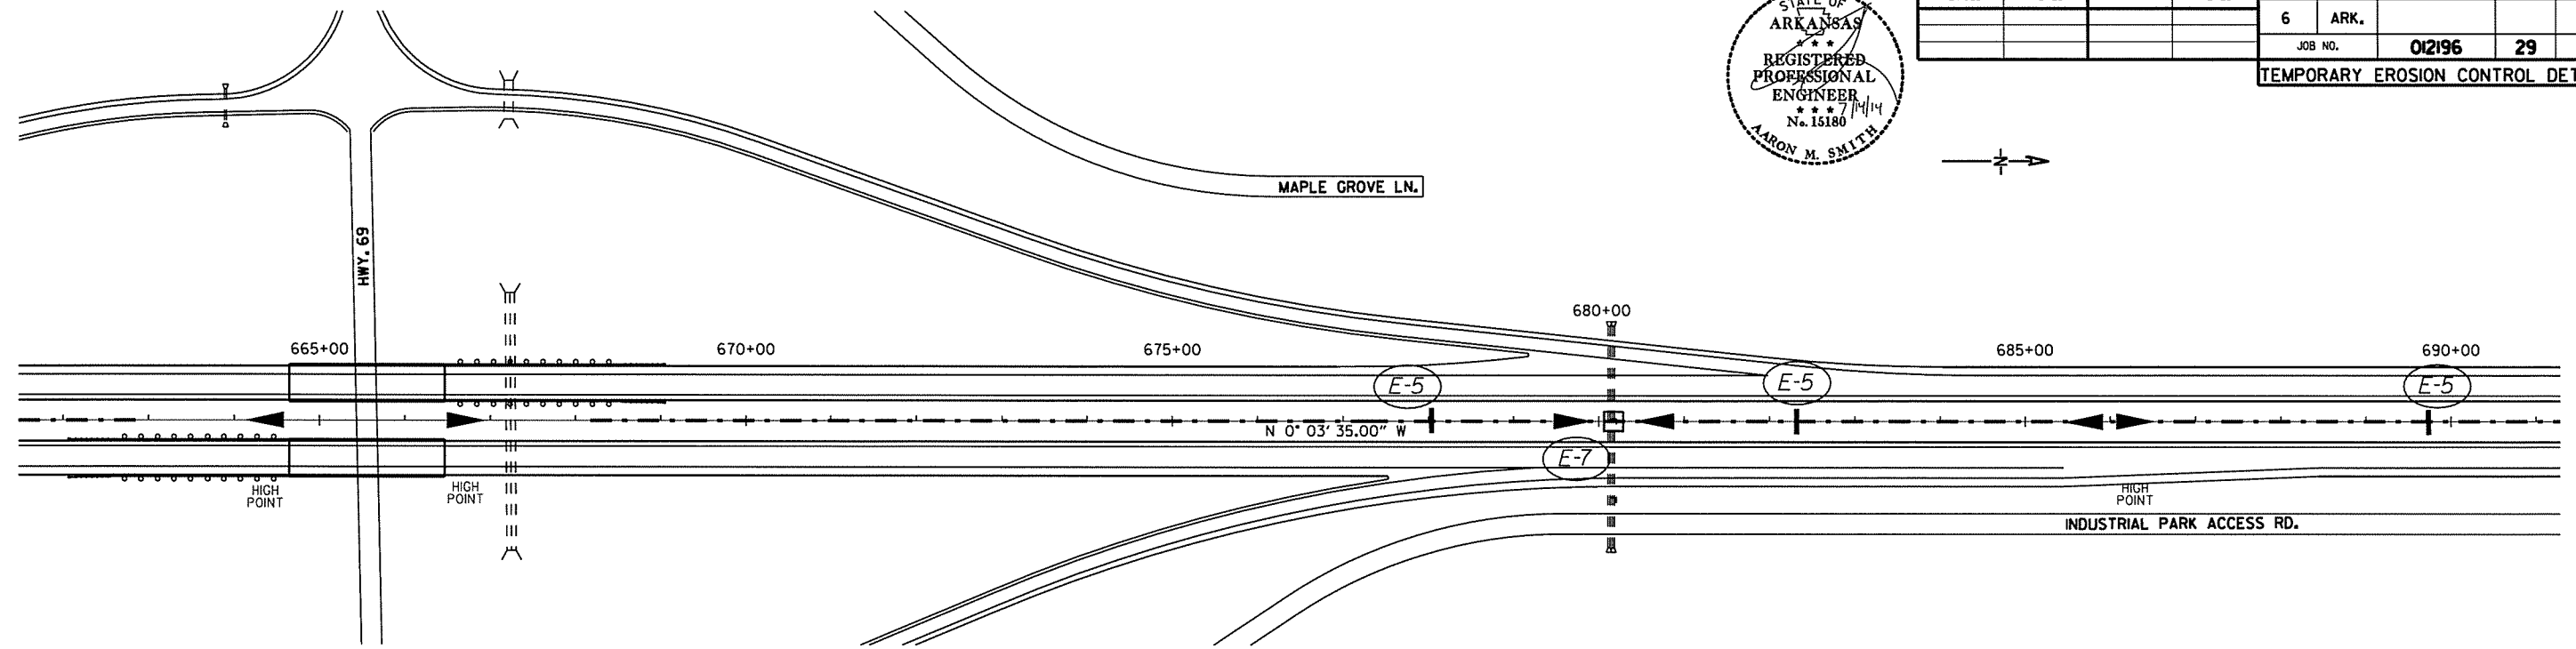 STATE OF
ARKANSAS
★ ★ ★
REGISTERED
PROFESSIONAL
ENGINEER
★ ★ ★ 7/14/14
No. 15180
AARON M. SMITH
6 ARK.
JOB NO. 012196 29
TEMPORARY EROSION CONTROL DET
N
MAPLE GROVE LN.
HWY. 69
680+00
665+00 670+00 675+00 685+00 690+00
E-5 E-5 E-5
N 0° 03' 35.00" W
E-7
HIGH
POINT
HIGH
POINT
HIGH
POINT
INDUSTRIAL PARK ACCESS RD.